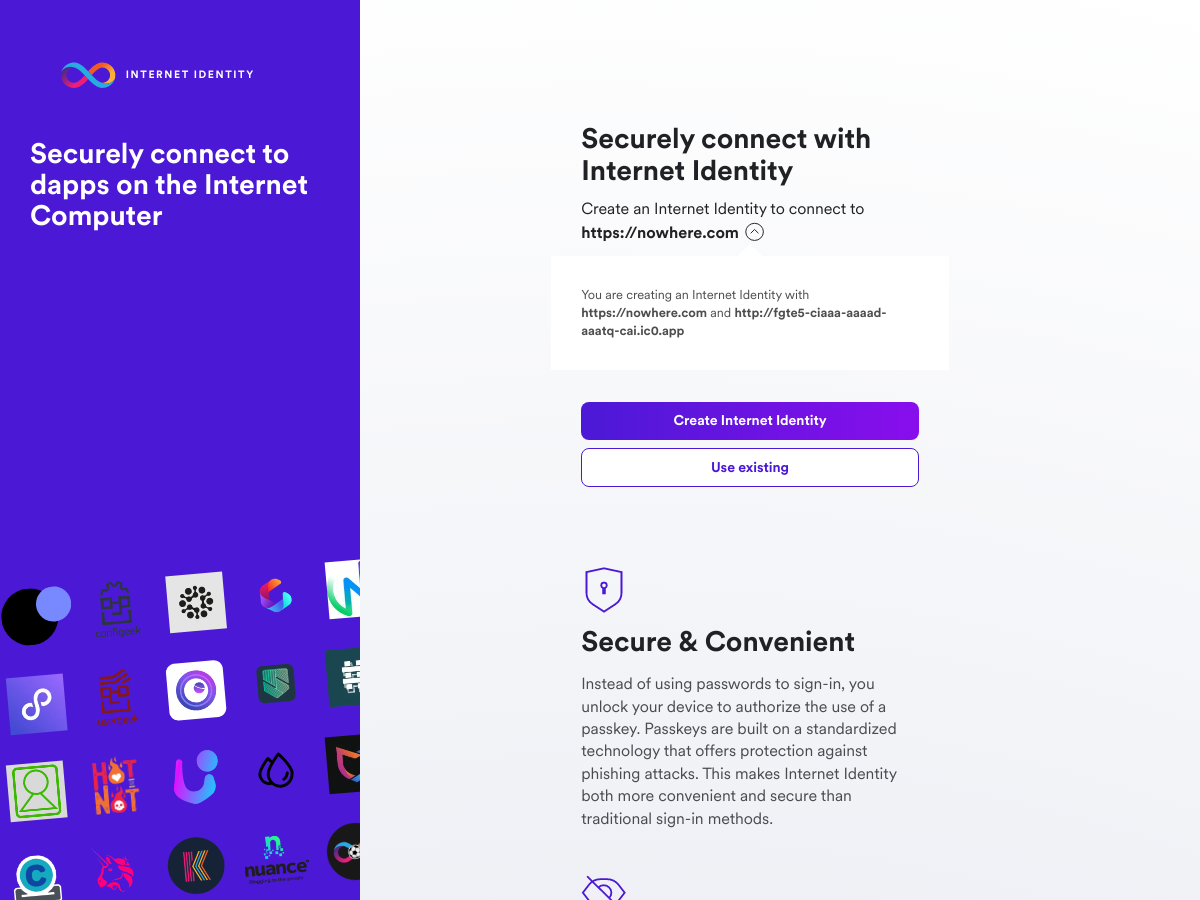 INTERNET IDENTITY
Securely connect to
dapps on the Internet
Computer
Securely connect with
Internet Identity
Create an Internet Identity to connect to
https://nowhere.com
You are creating an Internet Identity with
https://nowhere.com and http://fgte5-ciaaa-aaaad-
aaatq-cai.ic0.app
Create Internet Identity
Use existing
Secure & Convenient
Instead of using passwords to sign-in, you
unlock your device to authorize the use of a
passkey. Passkeys are built on a standardized
technology that offers protection against
phishing attacks. This makes Internet Identity
both more convenient and secure than
traditional sign-in methods.
HOT
NOT
nuance